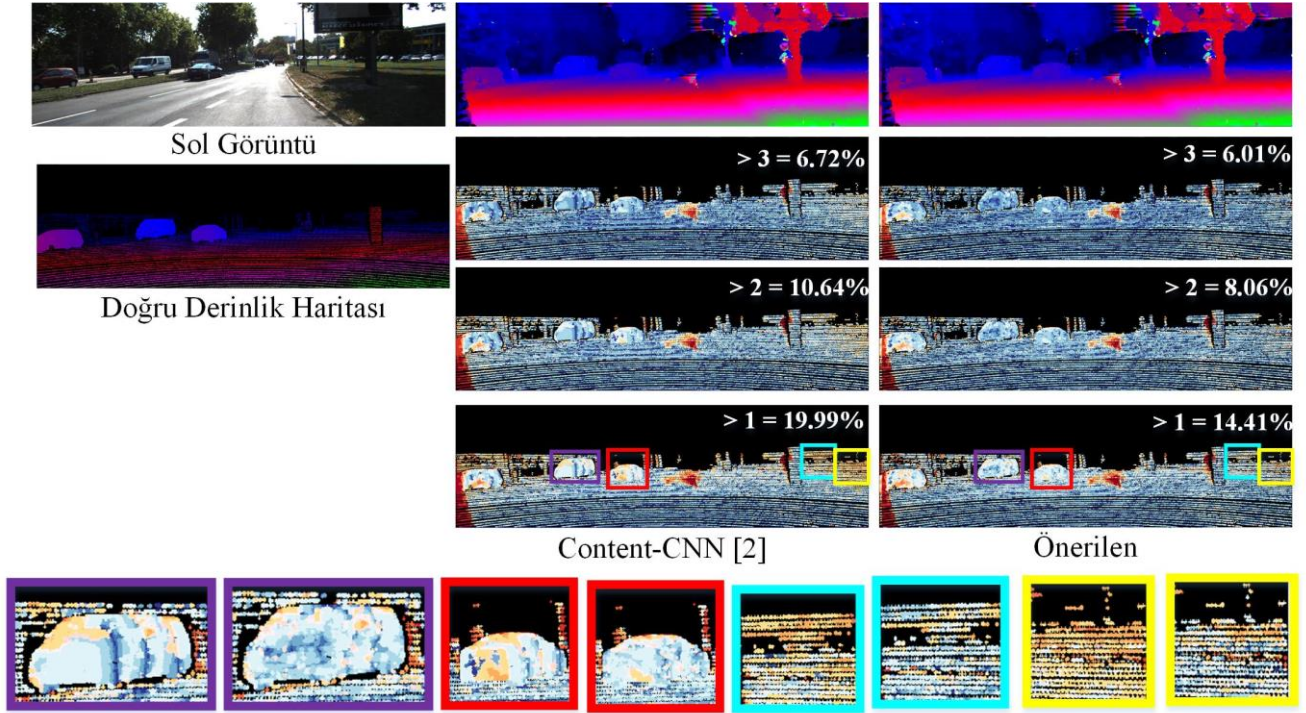 Sol Görüntü
Doğru Derinlik Haritası
> 3 = 6.72%
> 3 = 6.01%
> 2 = 10.64%
> 2 = 8.06%
> 1 = 19.99%
> 1 = 14.41%
Content-CNN [2]
Önerilen